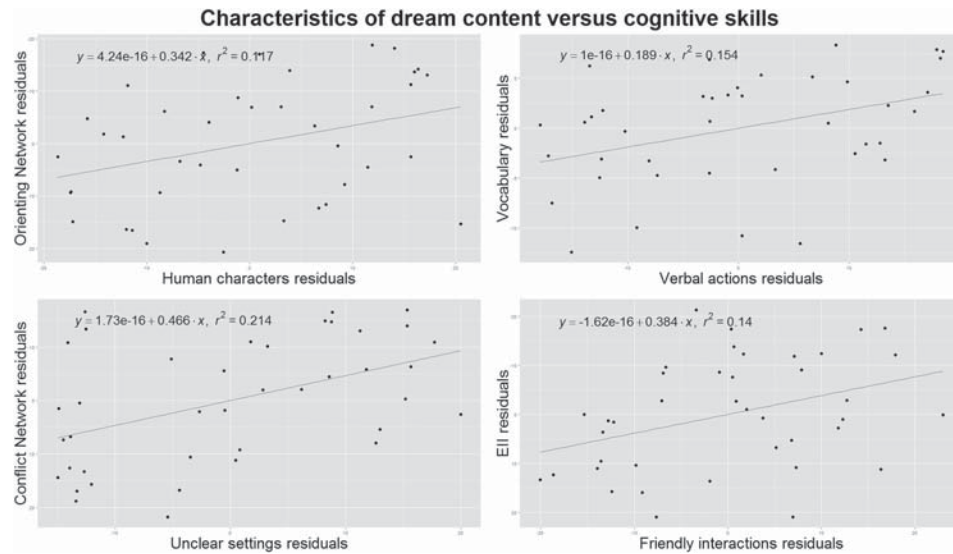 Characteristics of dream content versus cognitive skills
y = 4.24e-16 + 0.342 · x, r² = 0.117
Orienting Network residuals
Human characters residuals
y = 1e-16 + 0.189 · x, r² = 0.154
Vocabulary residuals
Verbal actions residuals
y = 1.73e-16 + 0.466 · x, r² = 0.214
Conflict Network residuals
Unclear settings residuals
y = -1.62e-16 + 0.384 · x, r² = 0.14
EII residuals
Friendly interactions residuals